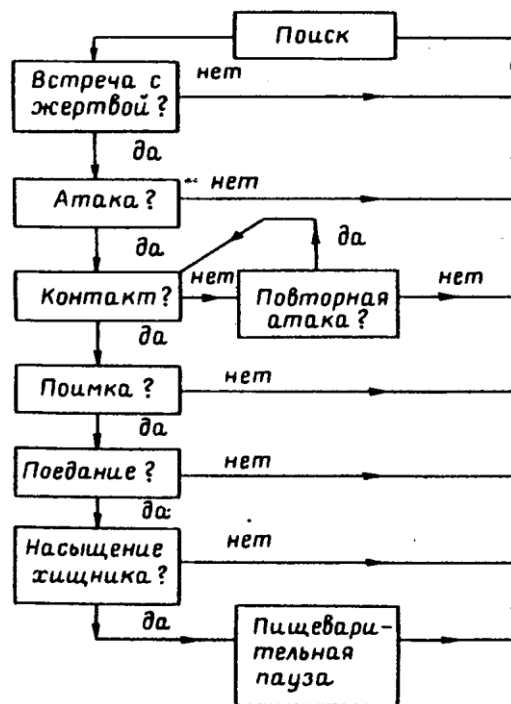 Поиск
нет
Встреча с
жертвой?
да
нет
Атака?
да
да
Контакт?
нет
Повторная
атака?
нет
да
Поимка?
нет
да
Поедание?
нет
да
Насыщение
хищника?
нет
да
Пищевари-
тельная
пауза